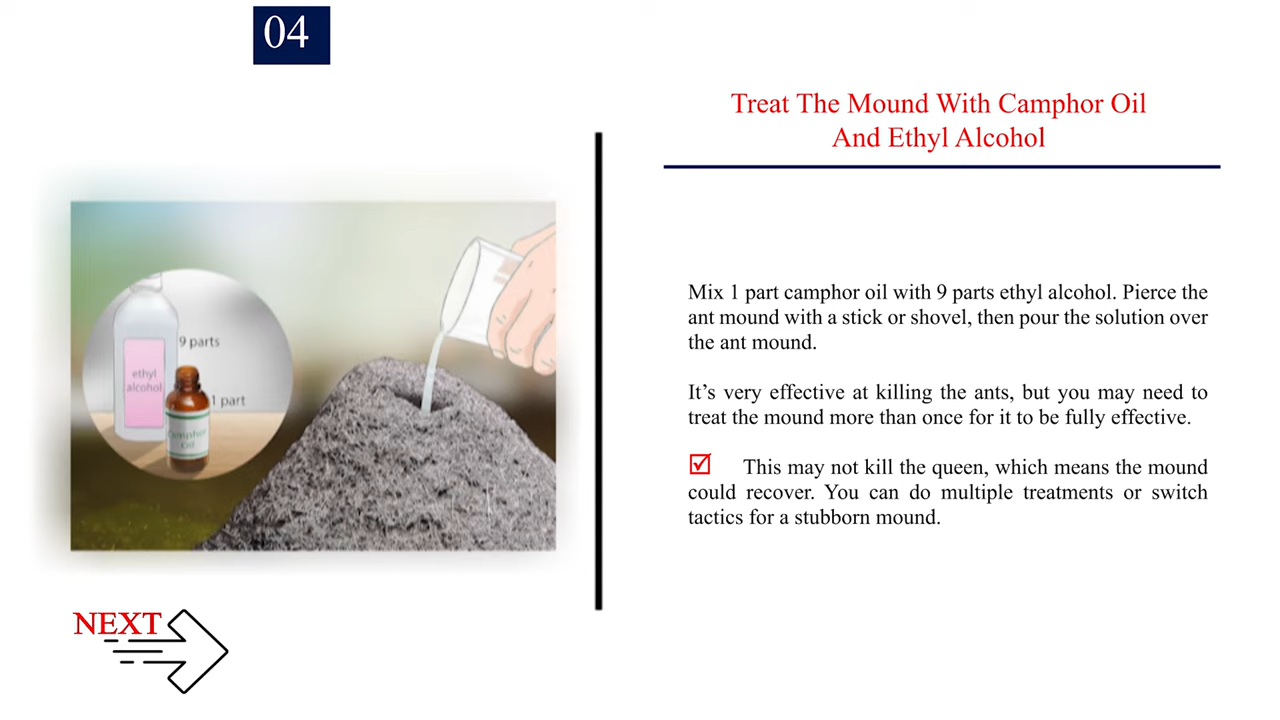 04
Treat The Mound With Camphor Oil
And Ethyl Alcohol
9 parts
ethyl
alcohol
1 part
Camphor
Oil
Mix 1 part camphor oil with 9 parts ethyl alcohol. Pierce the
ant mound with a stick or shovel, then pour the solution over
the ant mound.
It’s very effective at killing the ants, but you may need to
treat the mound more than once for it to be fully effective.
This may not kill the queen, which means the mound
could recover. You can do multiple treatments or switch
tactics for a stubborn mound.
NEXT